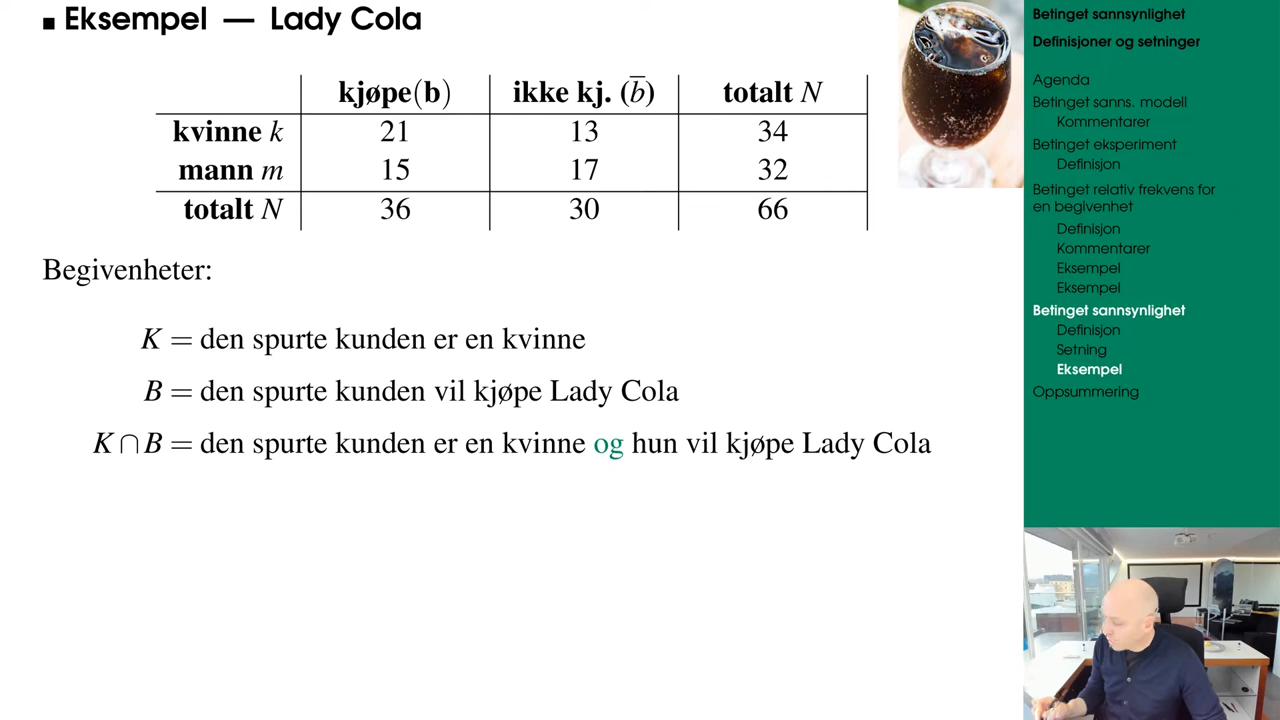 Eksempel — Lady Cola
kjøpe(b) ikke kj. (b̅) totalt N
kvinne k 21 13 34
mann m 15 17 32
totalt N 36 30 66
Begivenheter:
K = den spurte kunden er en kvinne
B = den spurte kunden vil kjøpe Lady Cola
K ∩ B = den spurte kunden er en kvinne og hun vil kjøpe Lady Cola
Betinget sannsynlighet
Definisjoner og setninger
Agenda
Betinget sanns. modell
Kommentarer
Betinget eksperiment
Definisjon
Betinget relativ frekvens for
en begivenhet
Definisjon
Kommentarer
Eksempel
Eksempel
Betinget sannsynlighet
Definisjon
Setning
Eksempel
Oppsummering